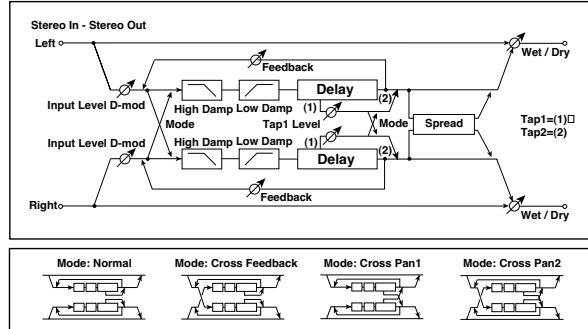 Stereo In - Stereo Out
Left
Wet / Dry
Feedback
Input Level D-mod
High Damp Low Damp
Delay
(1) (2)
Mode
Tap1 Level
Mode
Spread
Tap1=(1)□
Tap2=(2)
Input Level D-mod
High Damp Low Damp
(1)
Delay
(2)
Feedback
Right
Wet / Dry
Mode: Normal
Mode: Cross Feedback
Mode: Cross Pan1
Mode: Cross Pan2